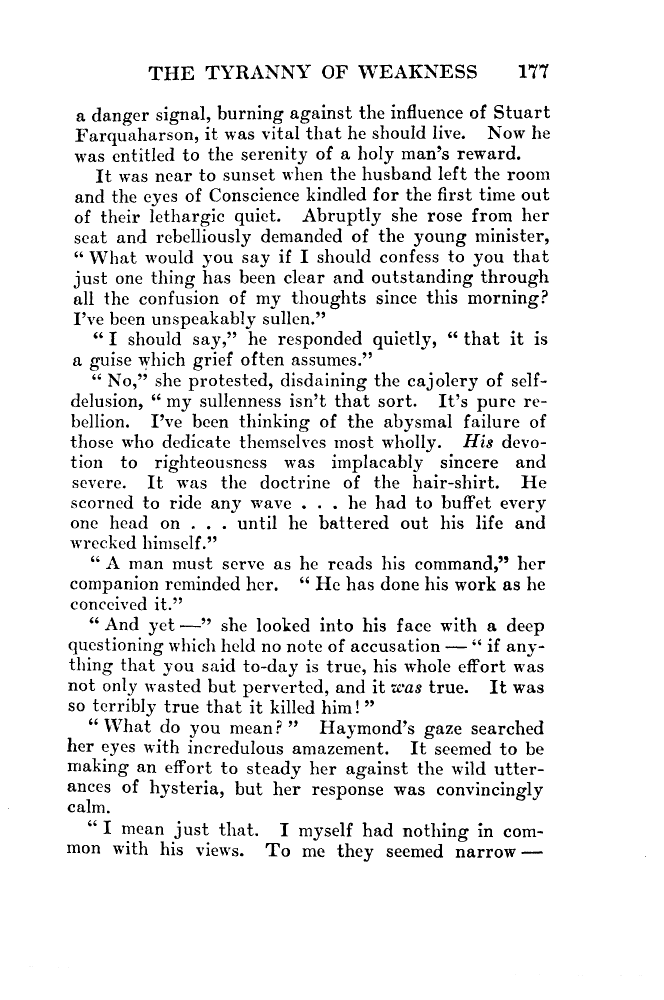 THE TYRANNY OF WEAKNESS 177
a danger signal, burning against the influence of Stuart
Farquaharson, it was vital that he should live. Now he
was entitled to the serenity of a holy man's reward.
It was near to sunset when the husband left the room
and the eyes of Conscience kindled for the first time out
of their lethargic quiet. Abruptly she rose from her
seat and rebelliously demanded of the young minister,
“ What would you say if I should confess to you that
just one thing has been clear and outstanding through
all the confusion of my thoughts since this morning?
I've been unspeakably sullen.”
“ I should say,” he responded quietly, “ that it is
a guise which grief often assumes.”
“ No,” she protested, disdaining the cajolery of self-
delusion, “ my sullenness isn't that sort. It's pure re-
bellion. I've been thinking of the abysmal failure of
those who dedicate themselves most wholly. His devo-
tion to righteousness was implacably sincere and
severe. It was the doctrine of the hair-shirt. He
scorned to ride any wave . . . he had to buffet every
one head on . . . until he battered out his life and
wrecked himself.”
“ A man must serve as he reads his command,” her
companion reminded her. “ He has done his work as he
conceived it.”
“ And yet —” she looked into his face with a deep
questioning which held no note of accusation — “ if any-
thing that you said to-day is true, his whole effort was
not only wasted but perverted, and it was true. It was
so terribly true that it killed him! ”
“ What do you mean? ” Haymond's gaze searched
her eyes with incredulous amazement. It seemed to be
making an effort to steady her against the wild utter-
ances of hysteria, but her response was convincingly
calm.
“ I mean just that. I myself had nothing in com-
mon with his views. To me they seemed narrow —